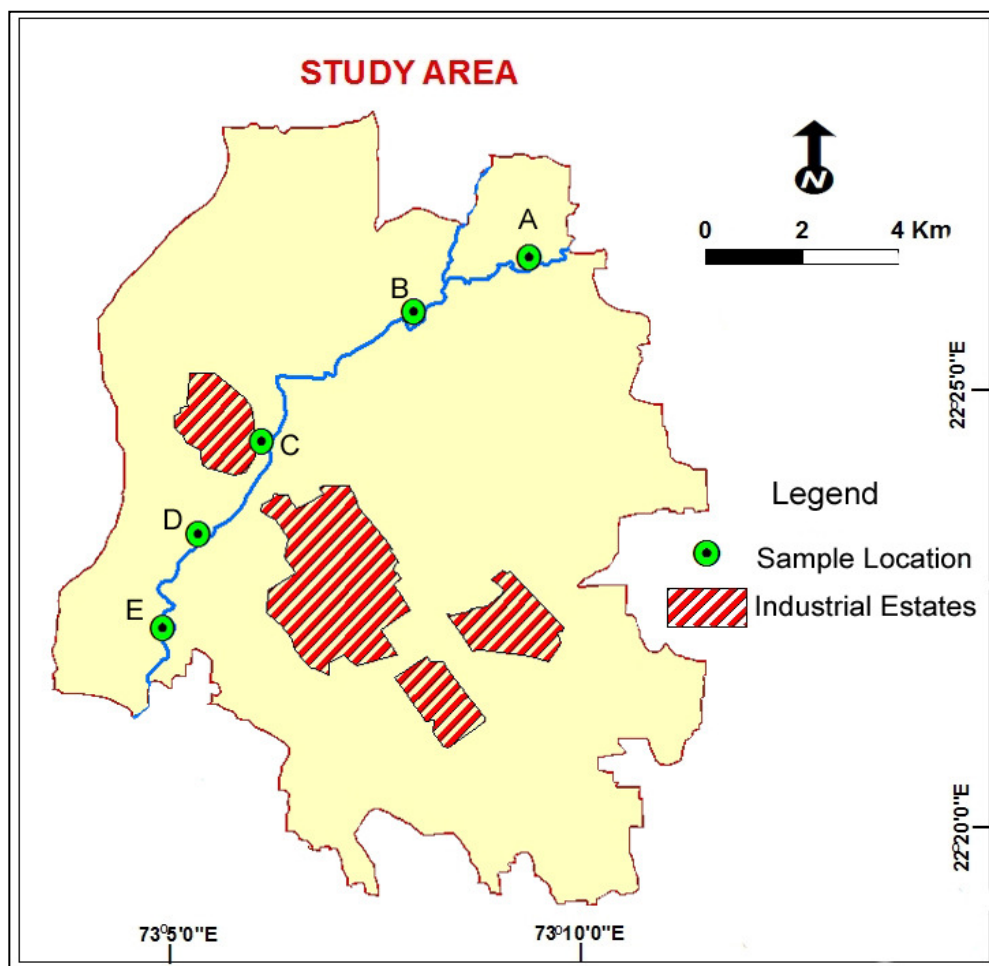 STUDY AREA
N
0 2 4 Km
A
B
C
D
E
22°25'0"E
Legend
Sample Location
Industrial Estates
22°20'0"E
73°5'0"E
73°10'0"E